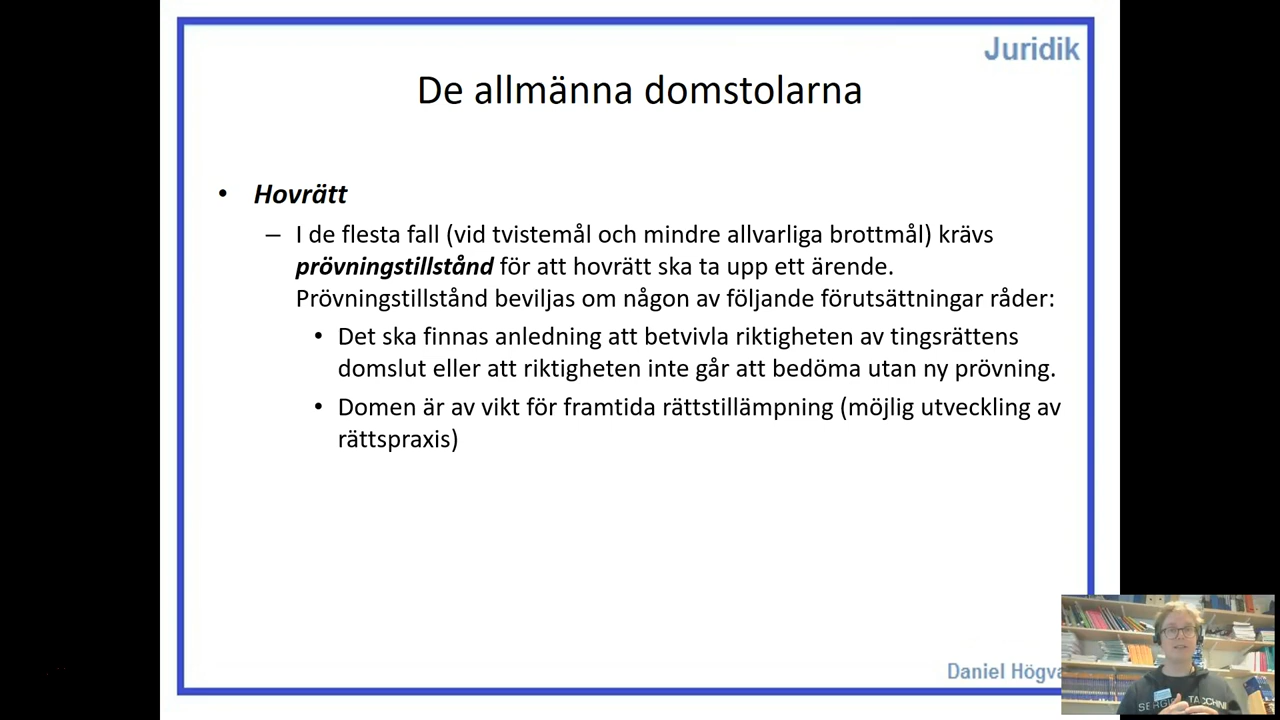 Juridik
De allmänna domstolarna
• Hovrätt
– I de flesta fall (vid tvistemål och mindre allvarliga brottmål) krävs
prövningstillstånd för att hovrätt ska ta upp ett ärende.
Prövningstillstånd beviljas om någon av följande förutsättningar råder:
• Det ska finnas anledning att betvivla riktigheten av tingsrättens
domslut eller att riktigheten inte går att bedöma utan ny prövning.
• Domen är av vikt för framtida rättstillämpning (möjlig utveckling av
rättspraxis)
Daniel Högva
TACCHINI